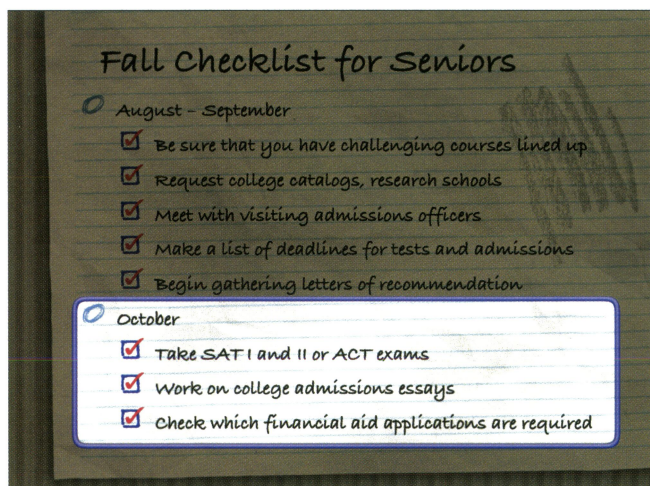 Fall Checklist for Seniors
August – September
Be sure that you have challenging courses lined up
Request college catalogs, research schools
Meet with visiting admissions officers
Make a list of deadlines for tests and admissions
Begin gathering letters of recommendation
October
Take SAT I and II or ACT exams
Work on college admissions essays
Check which financial aid applications are required